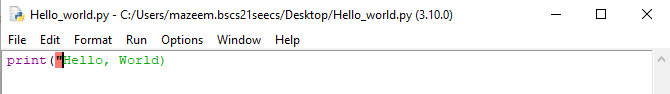 Hello_world.py - C:/Users/mazeem.bscs21seecs/Desktop/Hello_world.py (3.10.0)
File Edit Format Run Options Window Help
print("Hello, World)